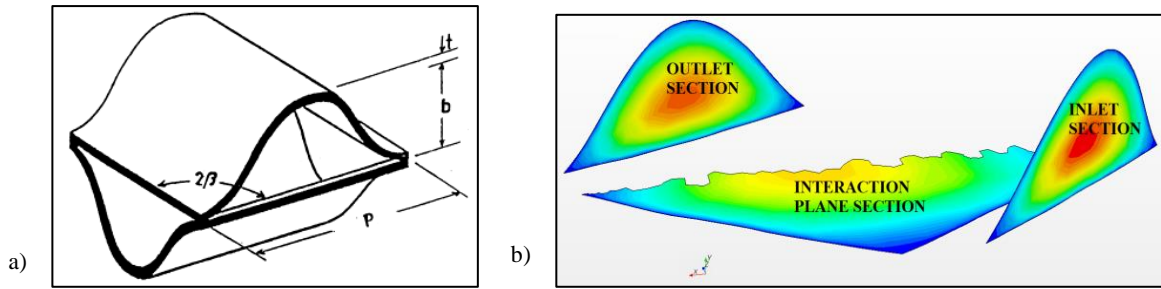 a)
t
b
2β
P
b)
OUTLET
SECTION
INLET
SECTION
INTERACTION
PLANE SECTION
Y
X